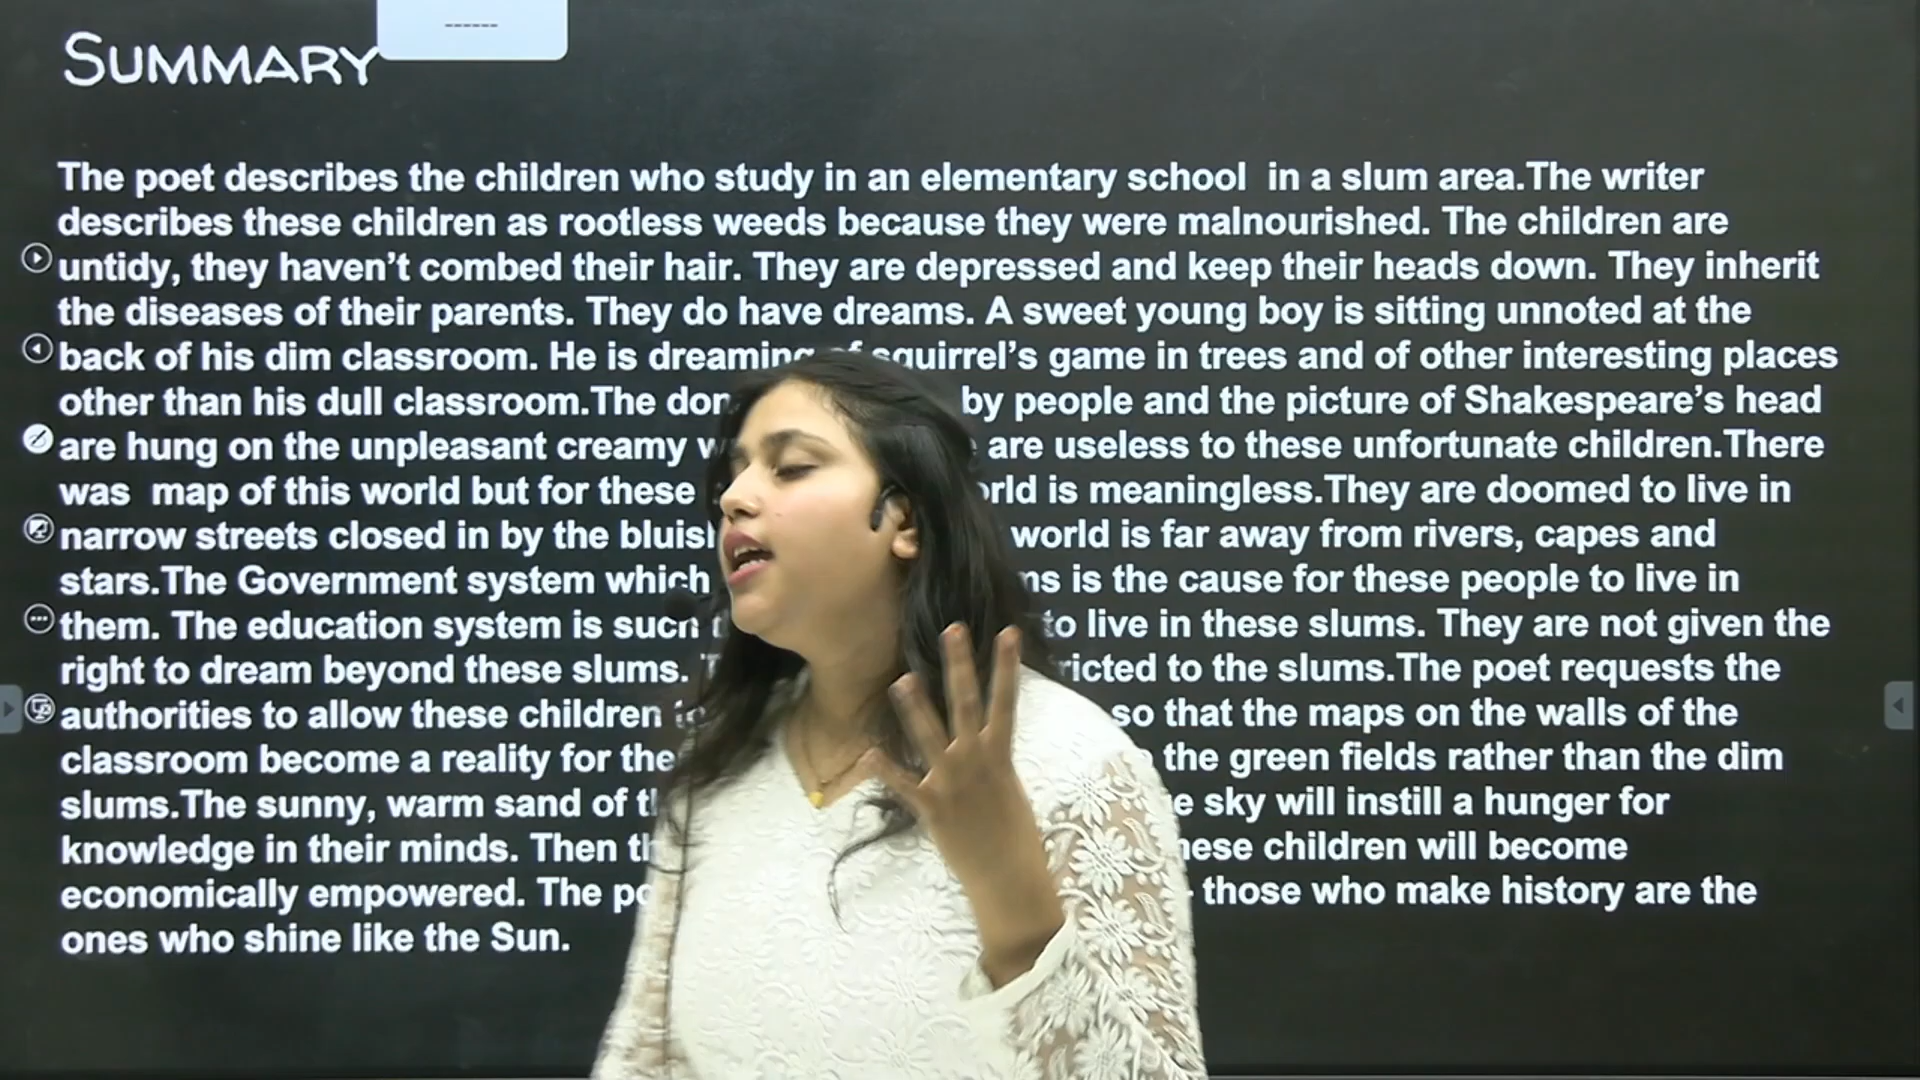 SUMMARY
The poet describes the children who study in an elementary school in a slum area.The writer
describes these children as rootless weeds because they were malnourished. The children are
untidy, they haven't combed their hair. They are depressed and keep their heads down. They inherit
the diseases of their parents. They do have dreams. A sweet young boy is sitting unnoted at the
back of his dim classroom. He is dreaming of squirrel's game in trees and of other interesting places
other than his dull classroom.The by people and the picture of Shakespeare's head
are hung on the unpleasant creamy are useless to these unfortunate children.There
was map of this world but for these is meaningless.They are doomed to live in
narrow streets closed in by the world is far away from rivers, capes and
stars.The Government system which is the cause for these people to live in
them. The education system is such to live in these slums. They are not given the
right to dream beyond these slums. to the slums.The poet requests the
authorities to allow these children so that the maps on the walls of the
classroom become a reality for the green fields rather than the dim
slums.The sunny, warm sand of sky will instill a hunger for
knowledge in their minds. Then children will become
economically empowered. The those who make history are the
ones who shine like the Sun.